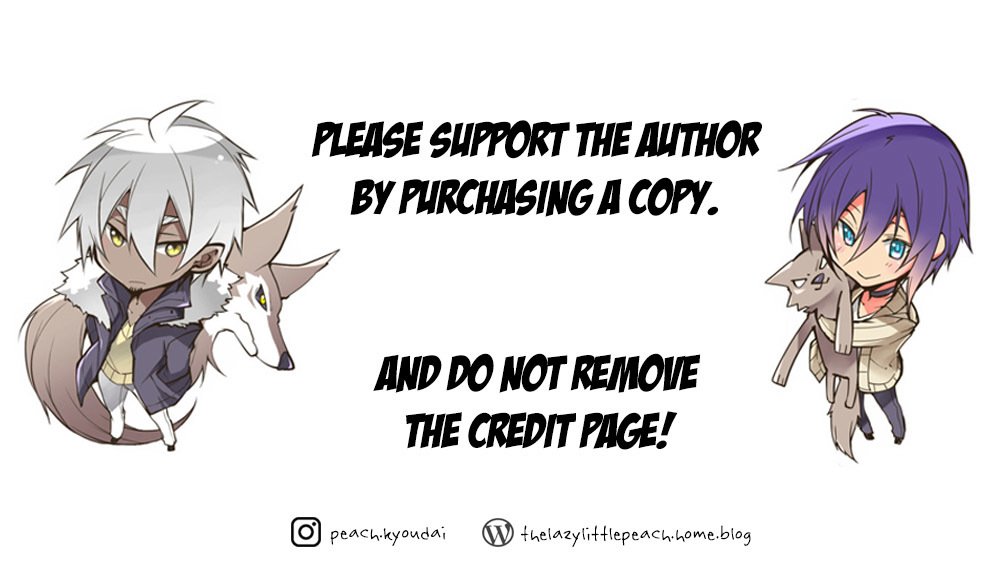 PLEASE SUPPORT THE AUTHOR
BY PURCHASING A COPY.
AND DO NOT REMOVE
THE CREDIT PAGE!
peach.kyoudai thelazylittlepeach.home.blog